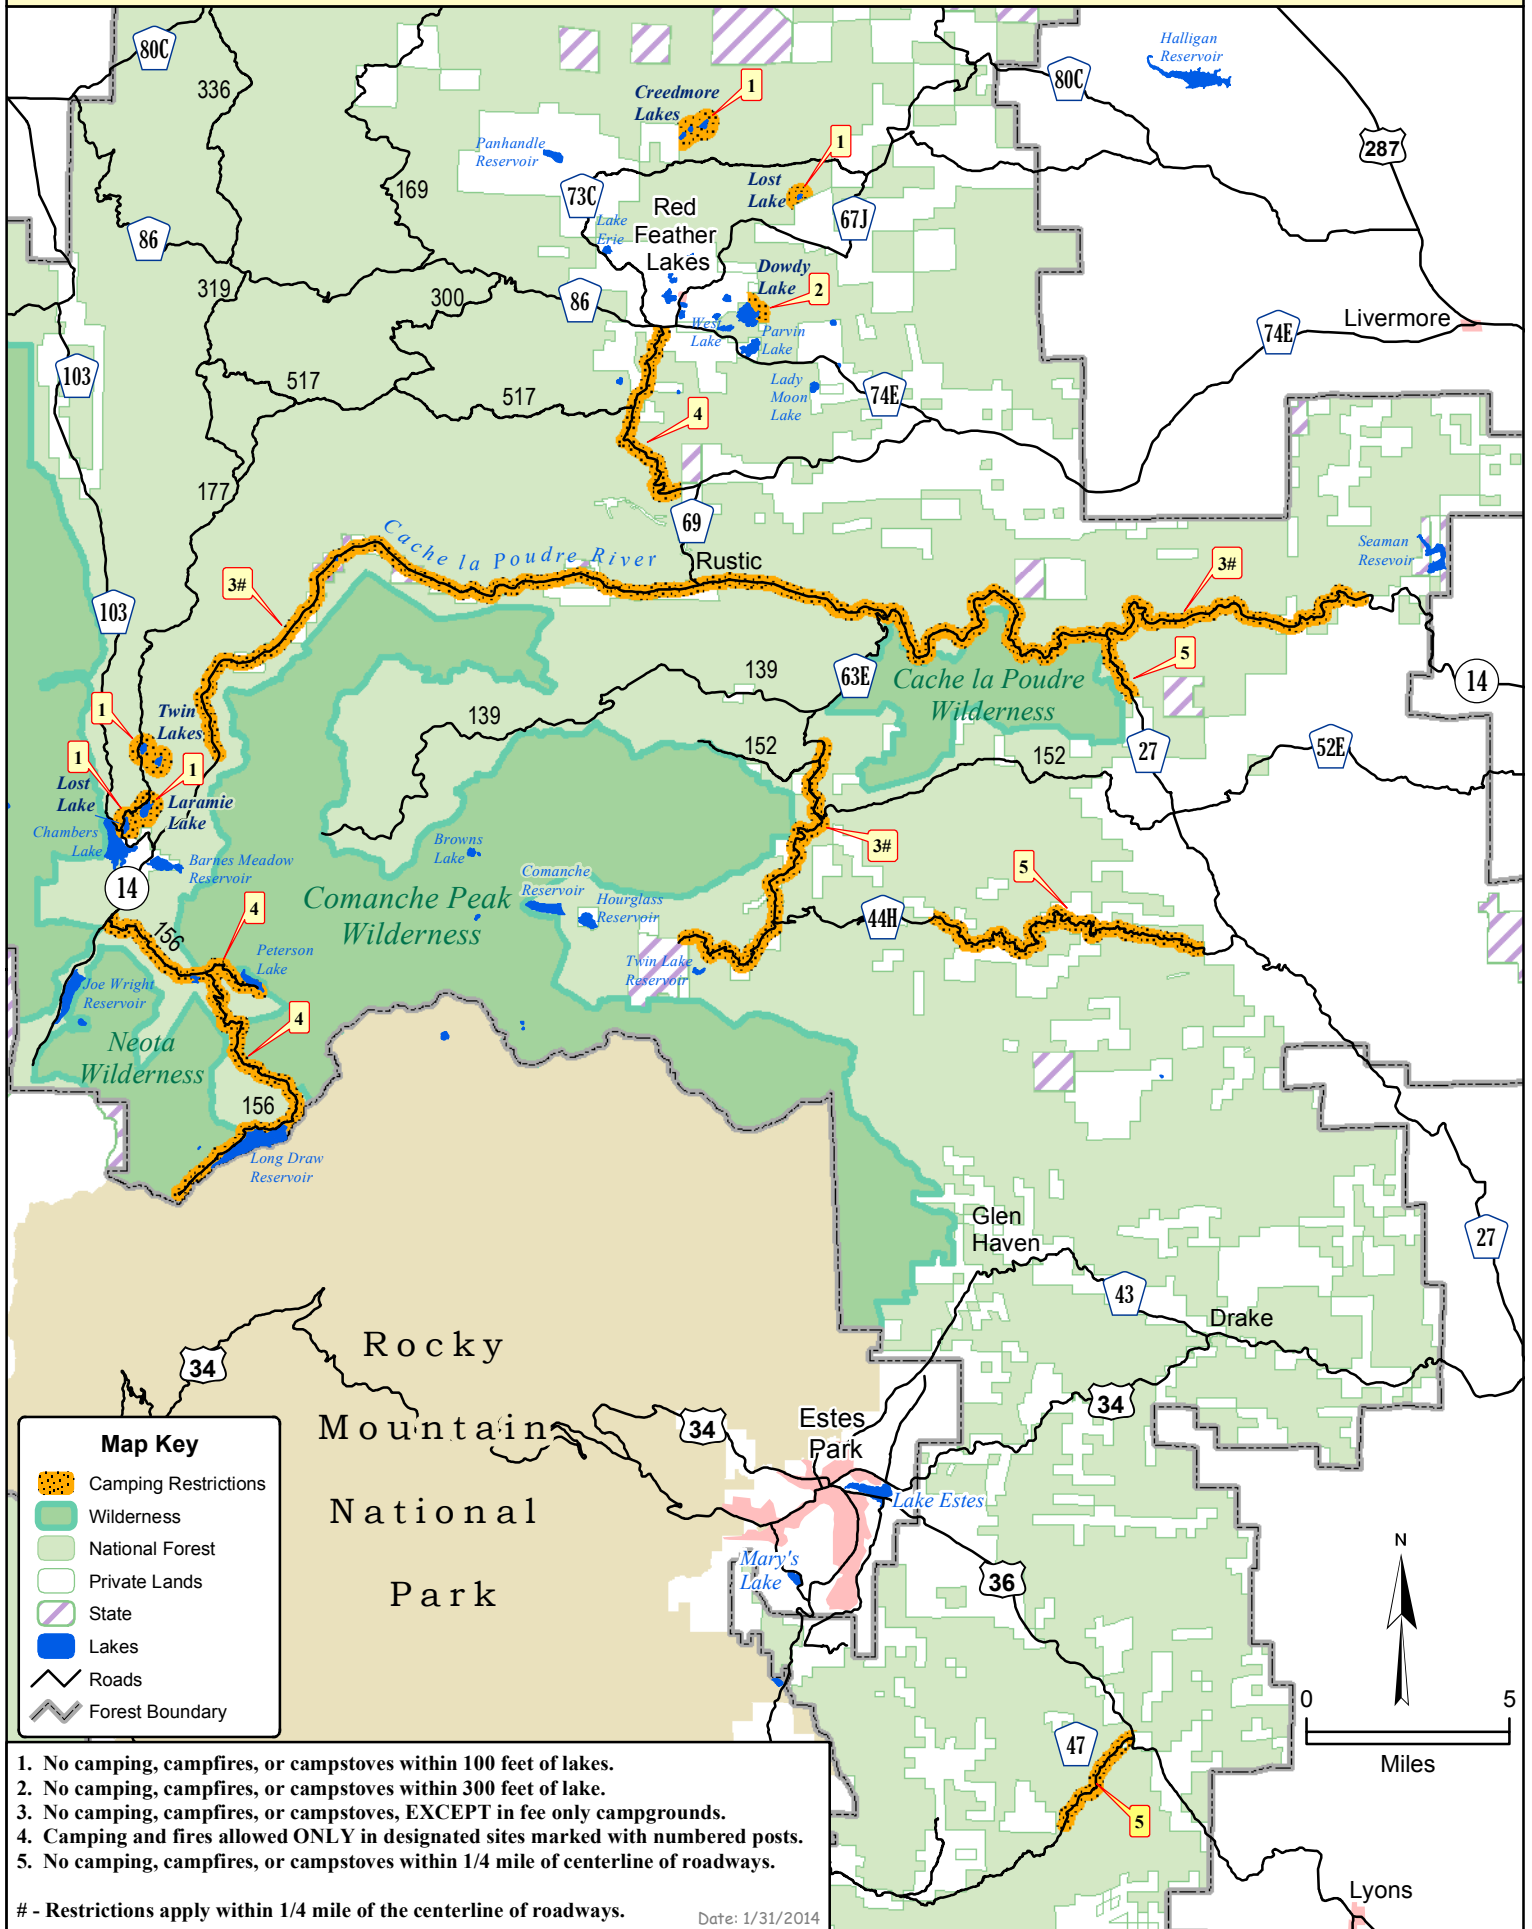 80C
336
Creedmore
Lakes
1
80C
Halligan
Reservoir
287
Panhandle
Reservoir
169
73C
Lost
Lake
1
67J
86
Lake
Erie
Red
Feather
Lakes
319
300
86
Dowdy
Lake
2
West
Lake
Parvin
Lake
Livermore
74E
103
517
517
Lady
Moon
Lake
74E
4
177
69
Cache la Poudre River
Rustic
Seaman
Resevoir
3#
3#
103
5
139
63E
Cache la Poudre
Wilderness
14
1
Twin
Lakes
139
152
152
27
52E
1
Lost
Lake
1
Laramie
Lake
Chambers
Lake
Barnes Meadow
Reservoir
Browns
Lake
3#
14
Comanche Peak
Wilderness
Comanche
Reservoir
Hourglass
Reservoir
5
44H
4
156
Peterson
Lake
Twin Lake
Reservoir
Joe Wright
Reservoir
4
Neota
Wilderness
156
Long Draw
Reservoir
Glen
Haven
27
43
Drake
34
Rocky
Mountain
National
Park
34
Estes
Park
34
Lake Estes
Mary's
Lake
36
N
0 5
Miles
47
5
Lyons
Map Key
Camping Restrictions
Wilderness
National Forest
Private Lands
State
Lakes
Roads
Forest Boundary
1. No camping, campfires, or campstoves within 100 feet of lakes.
2. No camping, campfires, or campstoves within 300 feet of lake.
3. No camping, campfires, or campstoves, EXCEPT in fee only campgrounds.
4. Camping and fires allowed ONLY in designated sites marked with numbered posts.
5. No camping, campfires, or campstoves within 1/4 mile of centerline of roadways.
# - Restrictions apply within 1/4 mile of the centerline of roadways.
Date: 1/31/2014